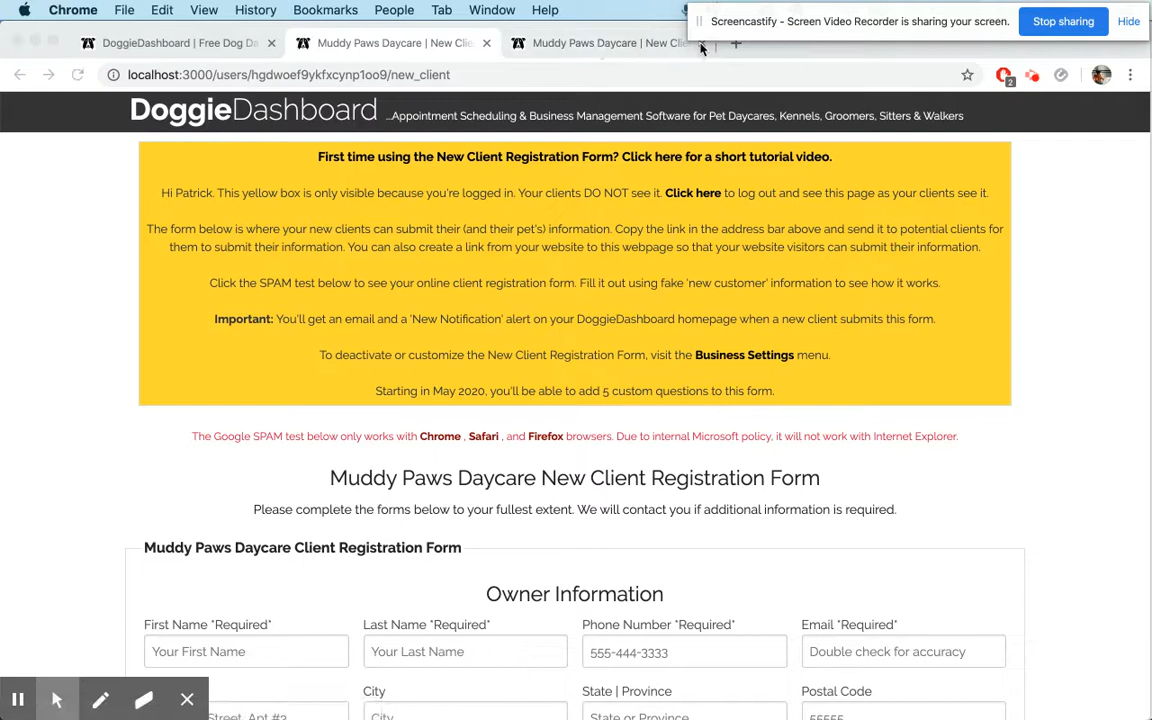 Chrome File Edit View History Bookmarks People Tab Window Help
Screencastify - Screen Video Recorder is sharing your screen. Stop sharing Hide
DoggieDashboard | Free Dog Da
Muddy Paws Daycare | New Clie
Muddy Paws Daycare | New Clie
localhost:3000/users/hgdwoef9ykfxcynp1oo9/new_client
2
DoggieDashboard ...Appointment Scheduling & Business Management Software for Pet Daycares, Kennels, Groomers, Sitters & Walkers
First time using the New Client Registration Form? Click here for a short tutorial video.
Hi Patrick. This yellow box is only visible because you're logged in. Your clients DO NOT see it. Click here to log out and see this page as your clients see it.
The form below is where your new clients can submit their (and their pet's) information. Copy the link in the address bar above and send it to potential clients for
them to submit their information. You can also create a link from your website to this webpage so that your website visitors can submit their information.
Click the SPAM test below to see your online client registration form. Fill it out using fake 'new customer' information to see how it works.
Important: You'll get an email and a 'New Notification' alert on your DoggieDashboard homepage when a new client submits this form.
To deactivate or customize the New Client Registration Form, visit the Business Settings menu.
Starting in May 2020, you'll be able to add 5 custom questions to this form.
The Google SPAM test below only works with Chrome , Safari , and Firefox browsers. Due to internal Microsoft policy, it will not work with Internet Explorer.
Muddy Paws Daycare New Client Registration Form
Please complete the forms below to your fullest extent. We will contact you if additional information is required.
Muddy Paws Daycare Client Registration Form
Owner Information
First Name *Required* Last Name *Required* Phone Number *Required* Email *Required*
Your First Name Your Last Name 555-444-3333 Double check for accuracy
City State | Province Postal Code
Street, Apt #2 City State or Province 55555